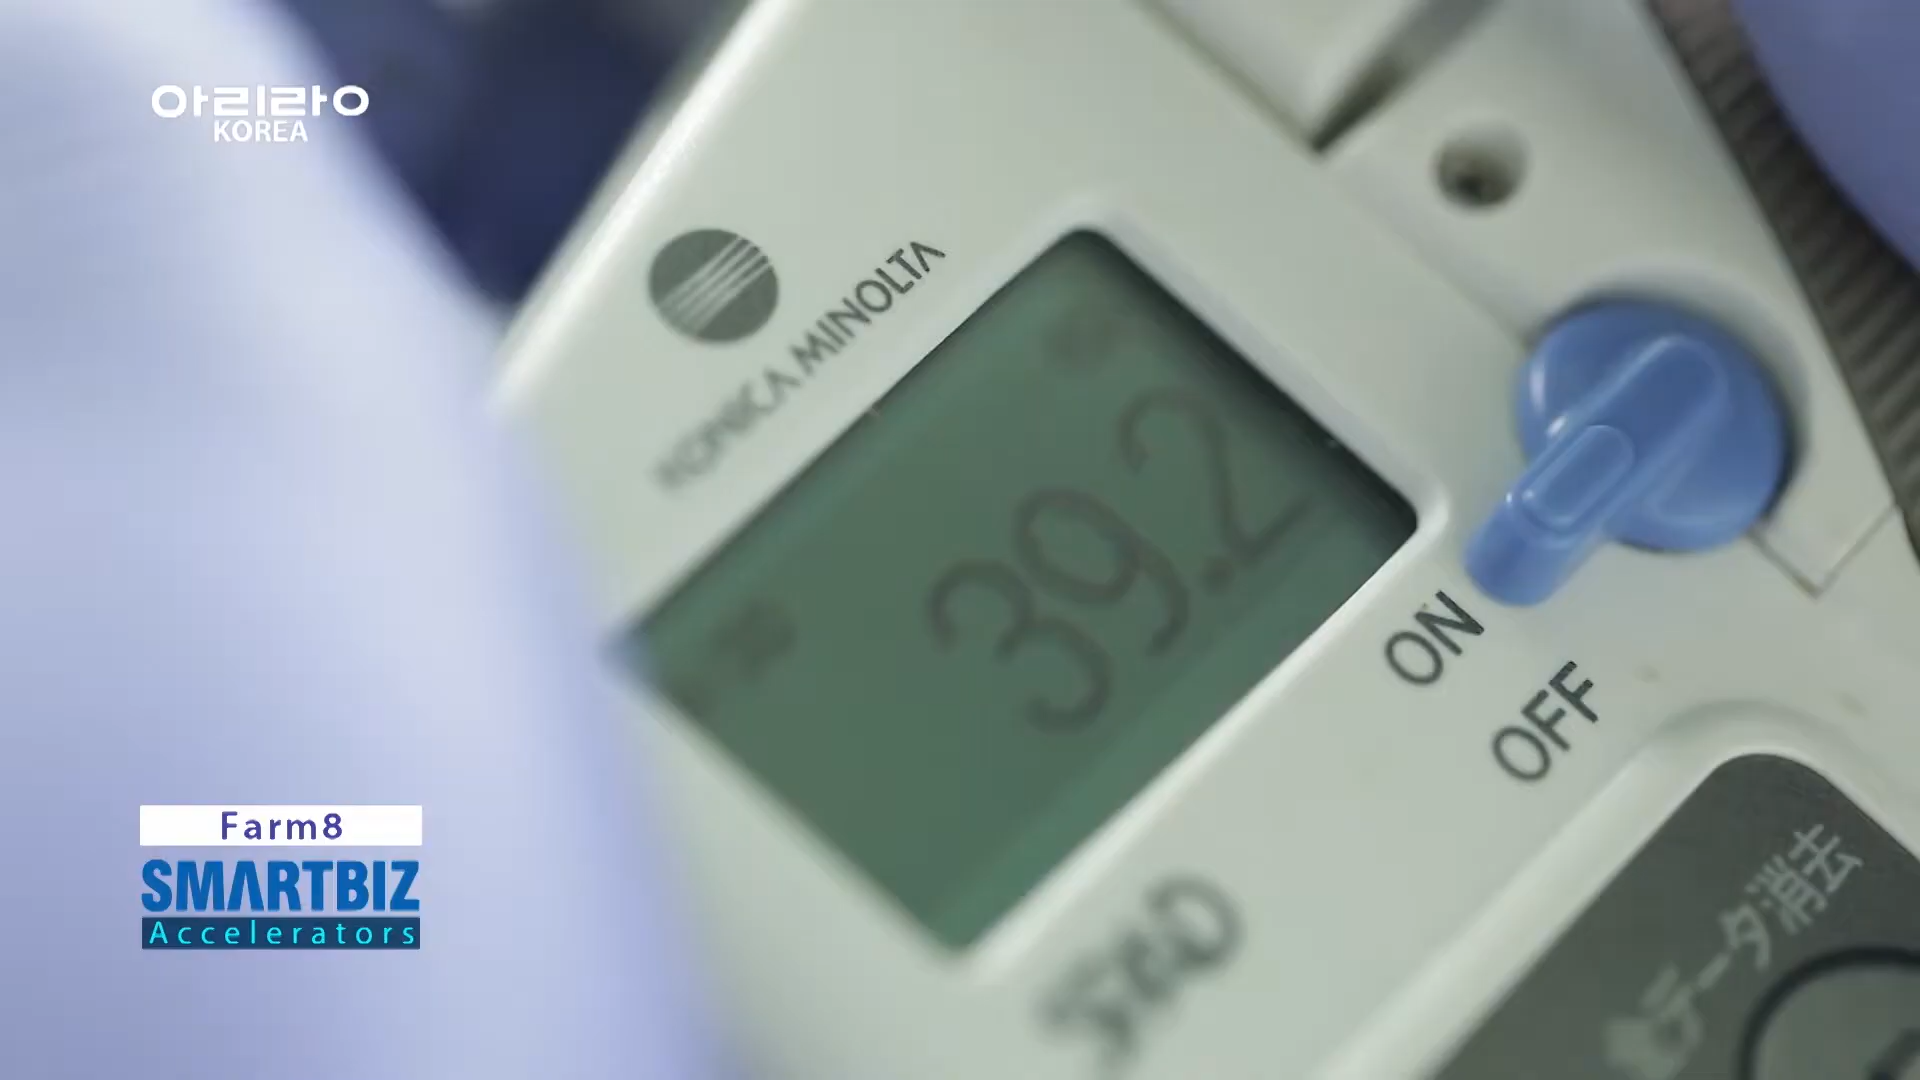 아리랑
KOREA
KONICA MINOLTA
39.2
ON
OFF
データ消去
Farm8
SMARTBIZ
Accelerators